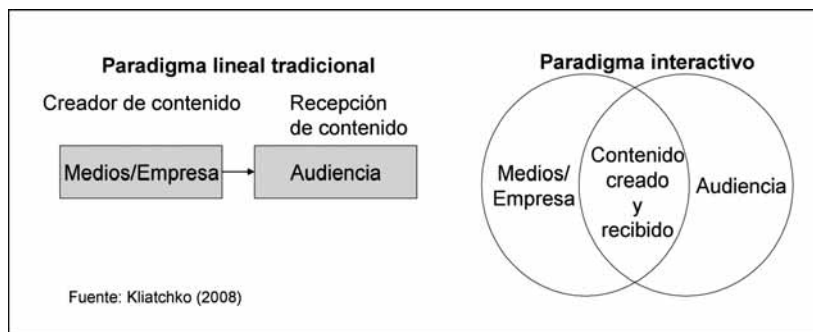 Paradigma lineal tradicional
Creador de contenido
Recepción
de contenido
Medios/Empresa
Audiencia
Fuente: Kliatchko (2008)
Paradigma interactivo
Medios/
Empresa
Contenido
creado
y
recibido
Audiencia